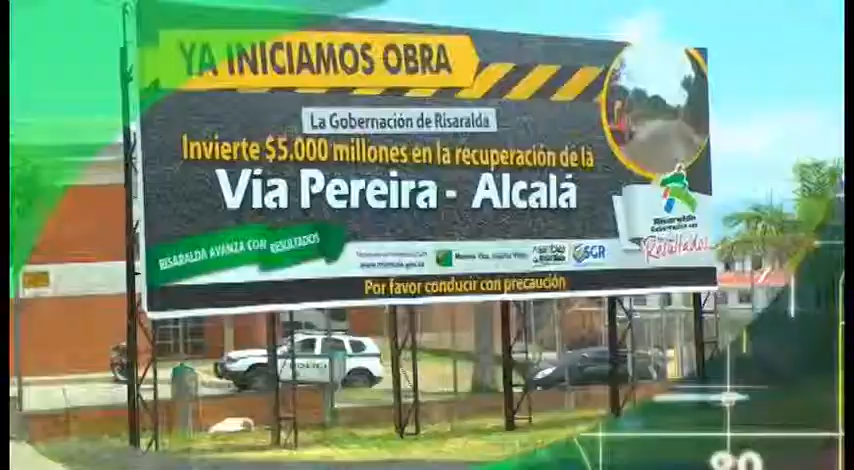 YA INICIAMOS OBRA
La Gobernación de Risaralda
Invierte $5.000 millones en la recuperación de la
Vía Pereira - Alcalá
Risaralda
Resultados
RISARALDA AVANZA CON RESULTADOS
SGR
Por favor conducir con precaución